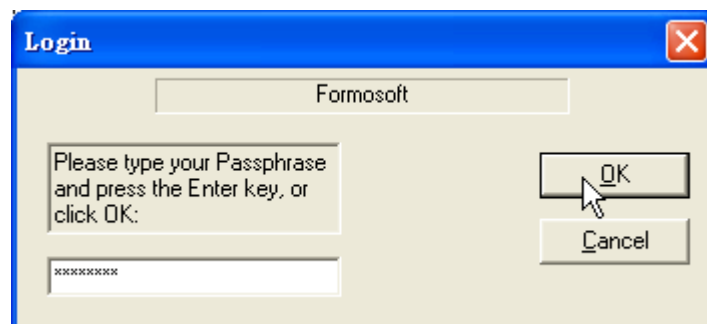 Login
Formosoft
Please type your Passphrase
and press the Enter key, or
click OK:
OK
Cancel
********